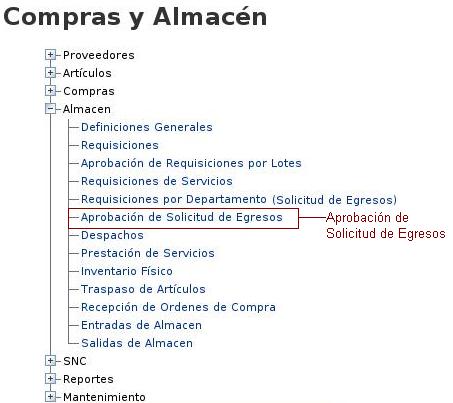 Compras y Almacén
Proveedores
Artículos
Compras
Almacen
Definiciones Generales
Requisiciones
Aprobación de Requisiciones por Lotes
Requisiciones de Servicios
Requisiciones por Departamento (Solicitud de Egresos)
Aprobación de Solicitud de Egresos
Aprobación de
Solicitud de Egresos
Despachos
Prestación de Servicios
Inventario Físico
Traspaso de Artículos
Recepción de Ordenes de Compra
Entradas de Almacen
Salidas de Almacen
SNC
Reportes
Mantenimiento